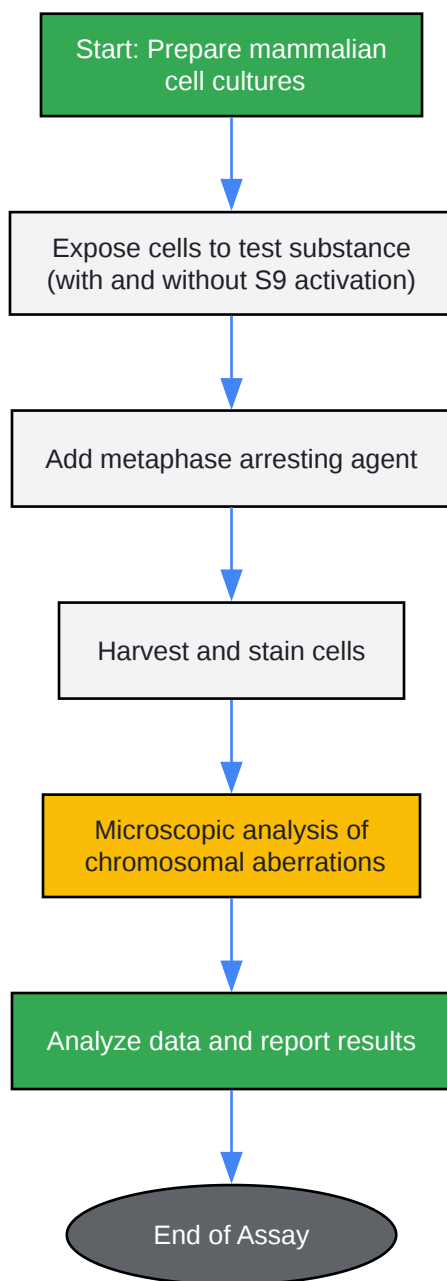 Start: Prepare mammalian
cell cultures
Expose cells to test substance
(with and without S9 activation)
Add metaphase arresting agent
Harvest and stain cells
Microscopic analysis of
chromosomal aberrations
Analyze data and report results
End of Assay